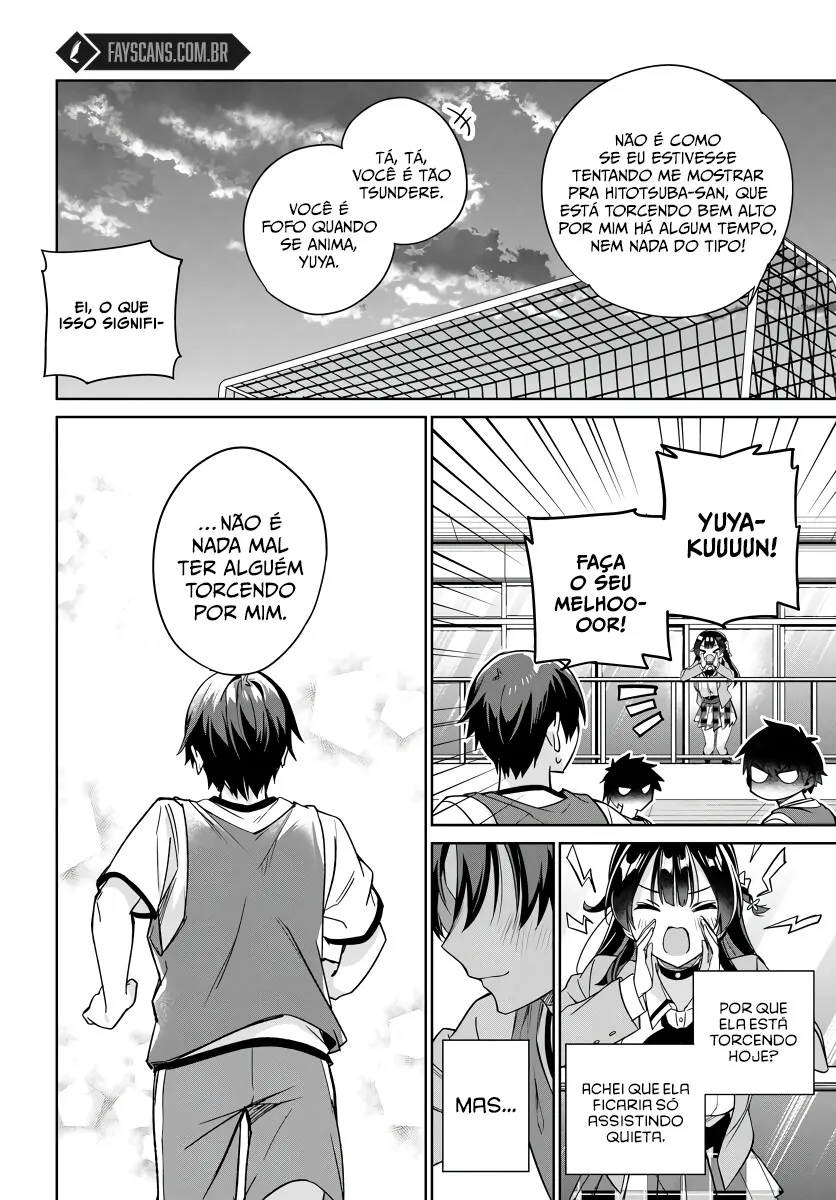 FAYSCANS.COM.BR
NÃO É COMO
SE EU ESTIVESSE
TENTANDO ME MOSTRAR
PRA HITOTSUBA-SAN, QUE
ESTÁ TORCENDO BEM ALTO
POR MIM HÁ ALGUM TEMPO,
NEM NADA DO TIPO!
TÁ, TÁ,
VOCÊ É TÃO
TSUNDERE.
VOCÊ É
FOFO QUANDO
SE ANIMA,
YUYA.
EI, O QUE
ISSO SIGNIFI-
YUYA-
KUUUUN!
FAÇA
O SEU
MELHOO-
OOR!
POR QUE
ELA ESTÁ
TORCENDO
HOJE?
ACHEI QUE ELA
FICARIA SÓ
ASSISTINDO
QUIETA.
MAS...
...NÃO É
NADA MAL
TER ALGUÉM
TORCENDO
POR MIM.